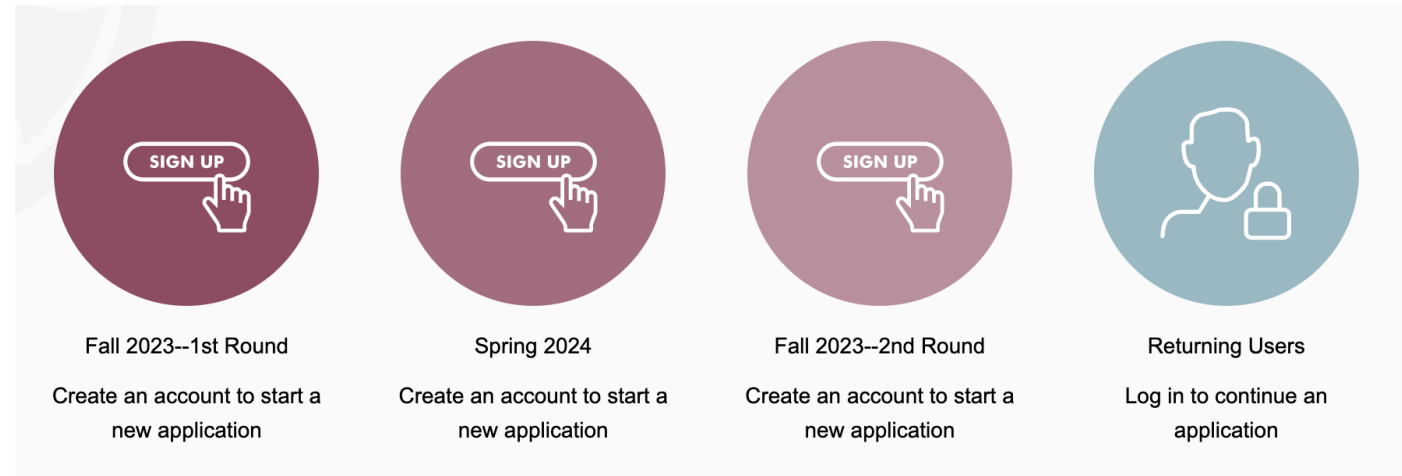 SIGN UP
Fall 2023--1st Round
Create an account to start a
new application
SIGN UP
Spring 2024
Create an account to start a
new application
SIGN UP
Fall 2023--2nd Round
Create an account to start a
new application
Returning Users
Log in to continue an
application